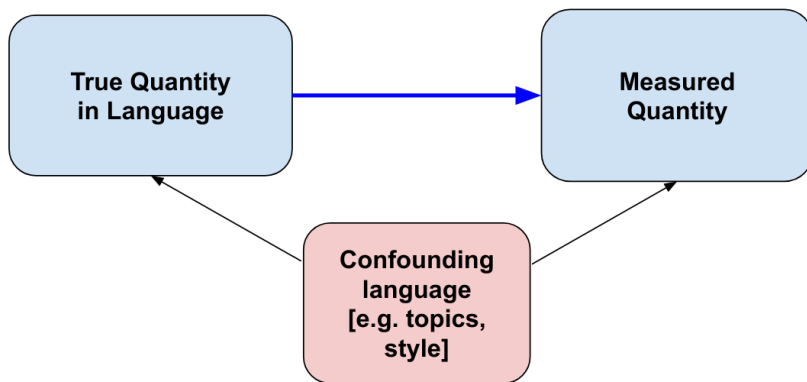 True Quantity
in Language
Measured
Quantity
Confounding
language
[e.g. topics,
style]